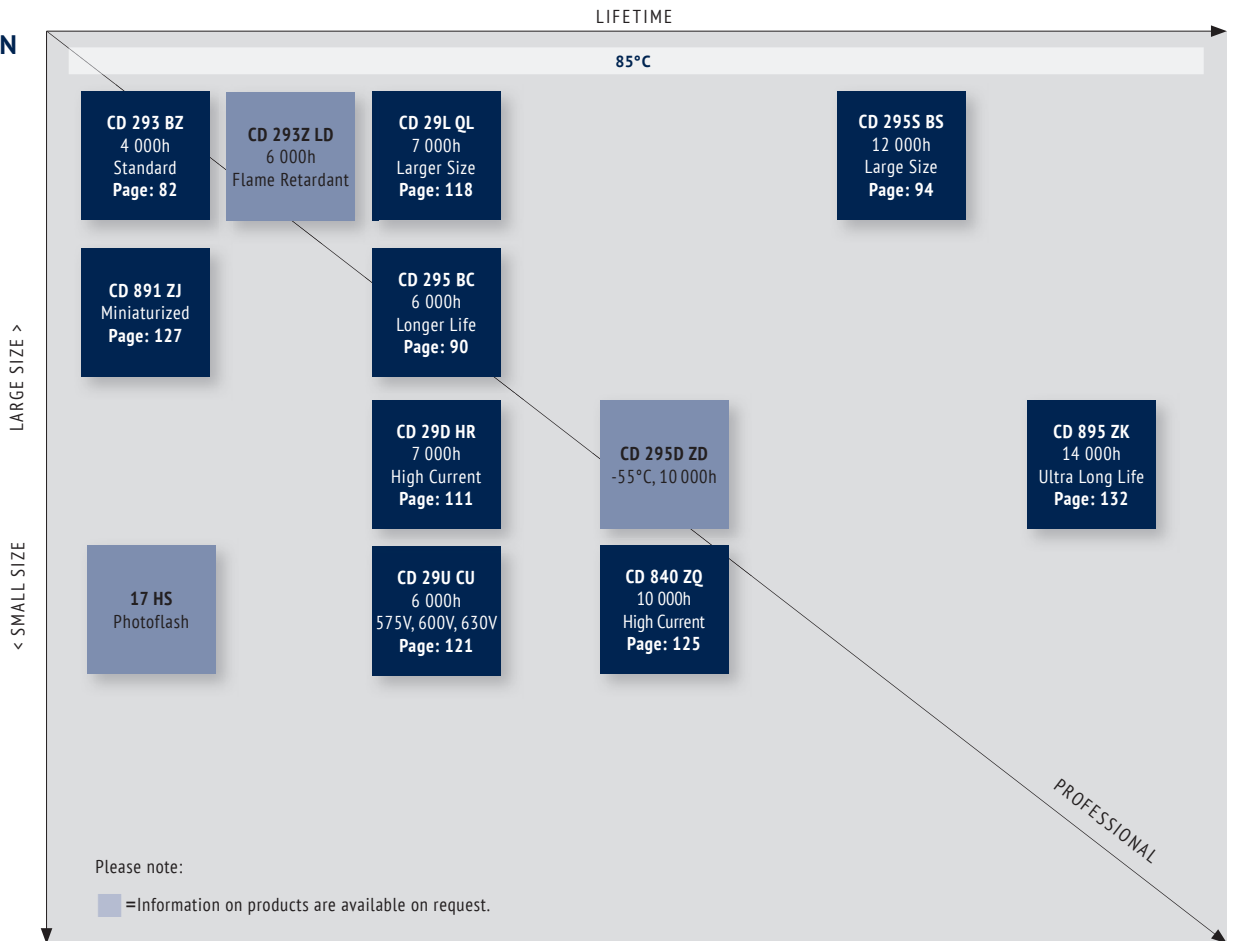 LIFETIME
N
85°C
CD 293 BZ
4 000h
Standard
Page: 82
CD 293Z LD
6 000h
Flame Retardant
CD 29L QL
7 000h
Larger Size
Page: 118
CD 295S BS
12 000h
Large Size
Page: 94
CD 891 ZJ
Miniaturized
Page: 127
CD 295 BC
6 000h
Longer Life
Page: 90
LARGE SIZE >
CD 29D HR
7 000h
High Current
Page: 111
CD 295D ZD
-55°C, 10 000h
CD 895 ZK
14 000h
Ultra Long Life
Page: 132
< SMALL SIZE
17 HS
Photoflash
CD 29U CU
6 000h
575V, 600V, 630V
Page: 121
CD 840 ZQ
10 000h
High Current
Page: 125
PROFESSIONAL
Please note:
=Information on products are available on request.